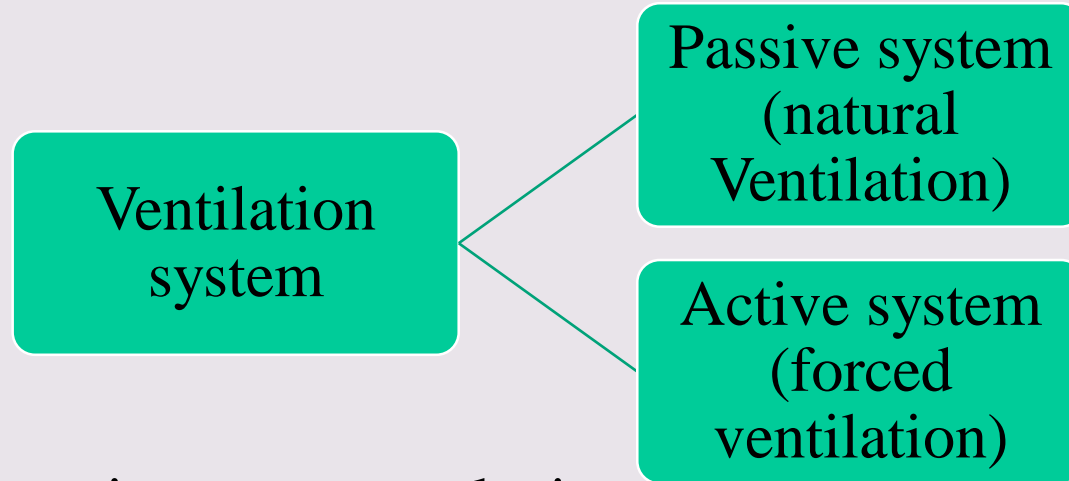 Ventilation
system
Passive system
(natural
Ventilation)
Active system
(forced
ventilation)